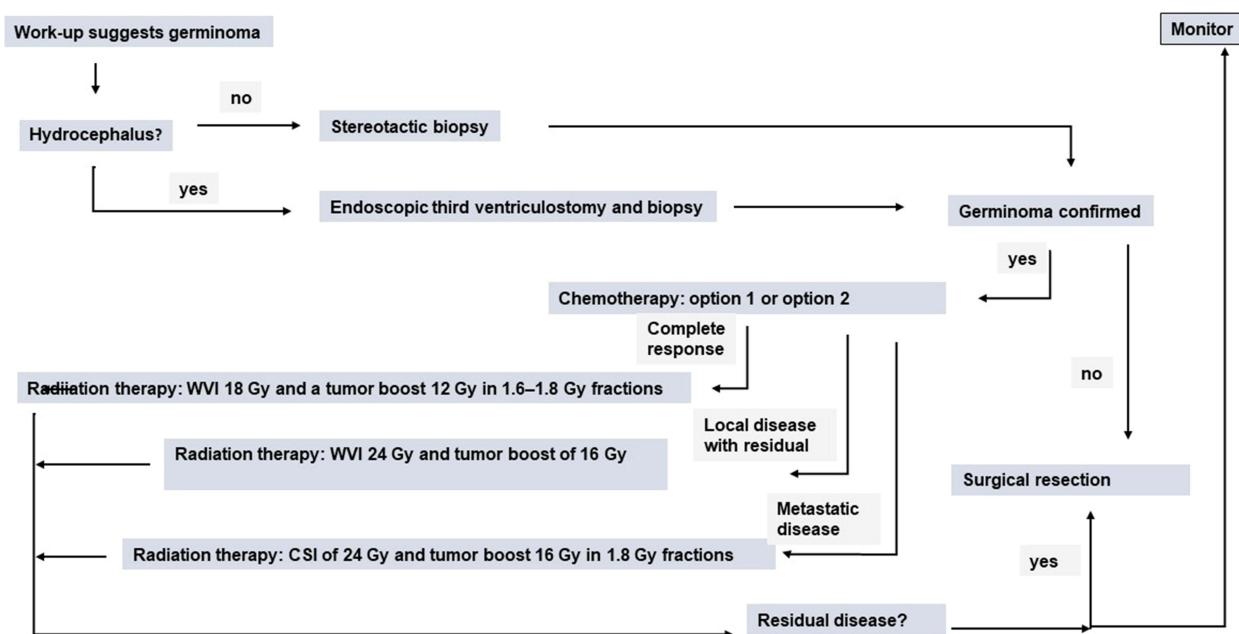 Work-up suggests germinoma
Monitor
no
Hydrocephalus?
Stereotactic biopsy
yes
Endoscopic third ventriculostomy and biopsy
Germinoma confirmed
yes
Chemotherapy: option 1 or option 2
Complete
response
no
Radiation therapy: WVI 18 Gy and a tumor boost 12 Gy in 1.6–1.8 Gy fractions
Local disease
with residual
Radiation therapy: WVI 24 Gy and tumor boost of 16 Gy
Surgical resection
Metastatic
disease
Radiation therapy: CSI of 24 Gy and tumor boost 16 Gy in 1.8 Gy fractions
yes
Residual disease?